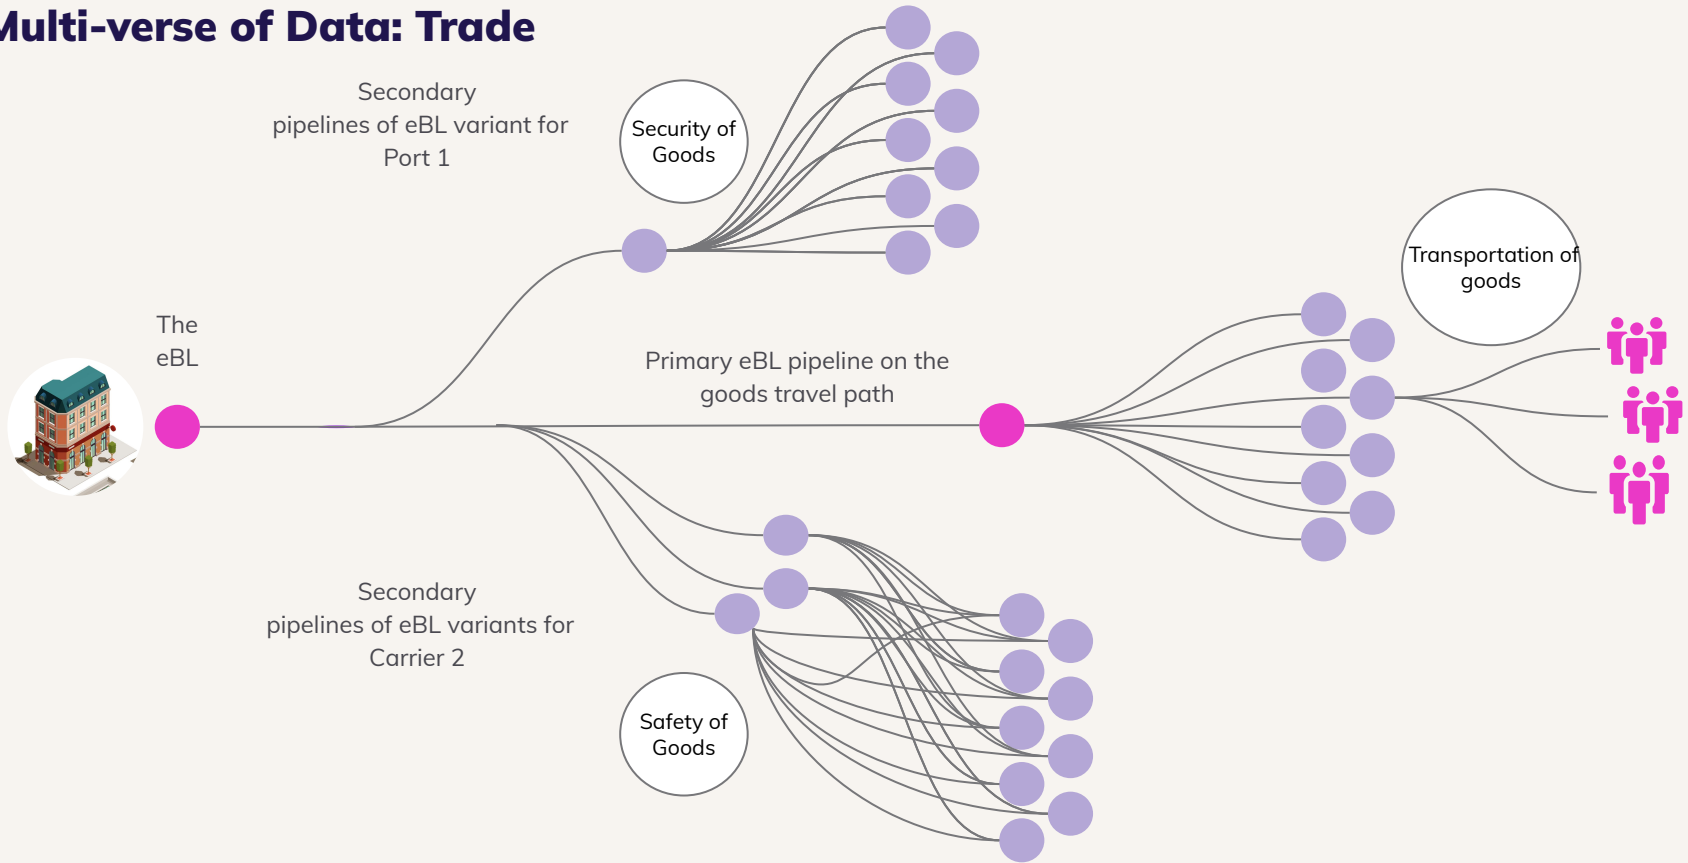 Multi-verse of Data: Trade
Secondary
pipelines of eBL variant for
Port 1
Security of
Goods
Transportation of
goods
The
eBL
Primary eBL pipeline on the
goods travel path
Secondary
pipelines of eBL variants for
Carrier 2
Safety of
Goods